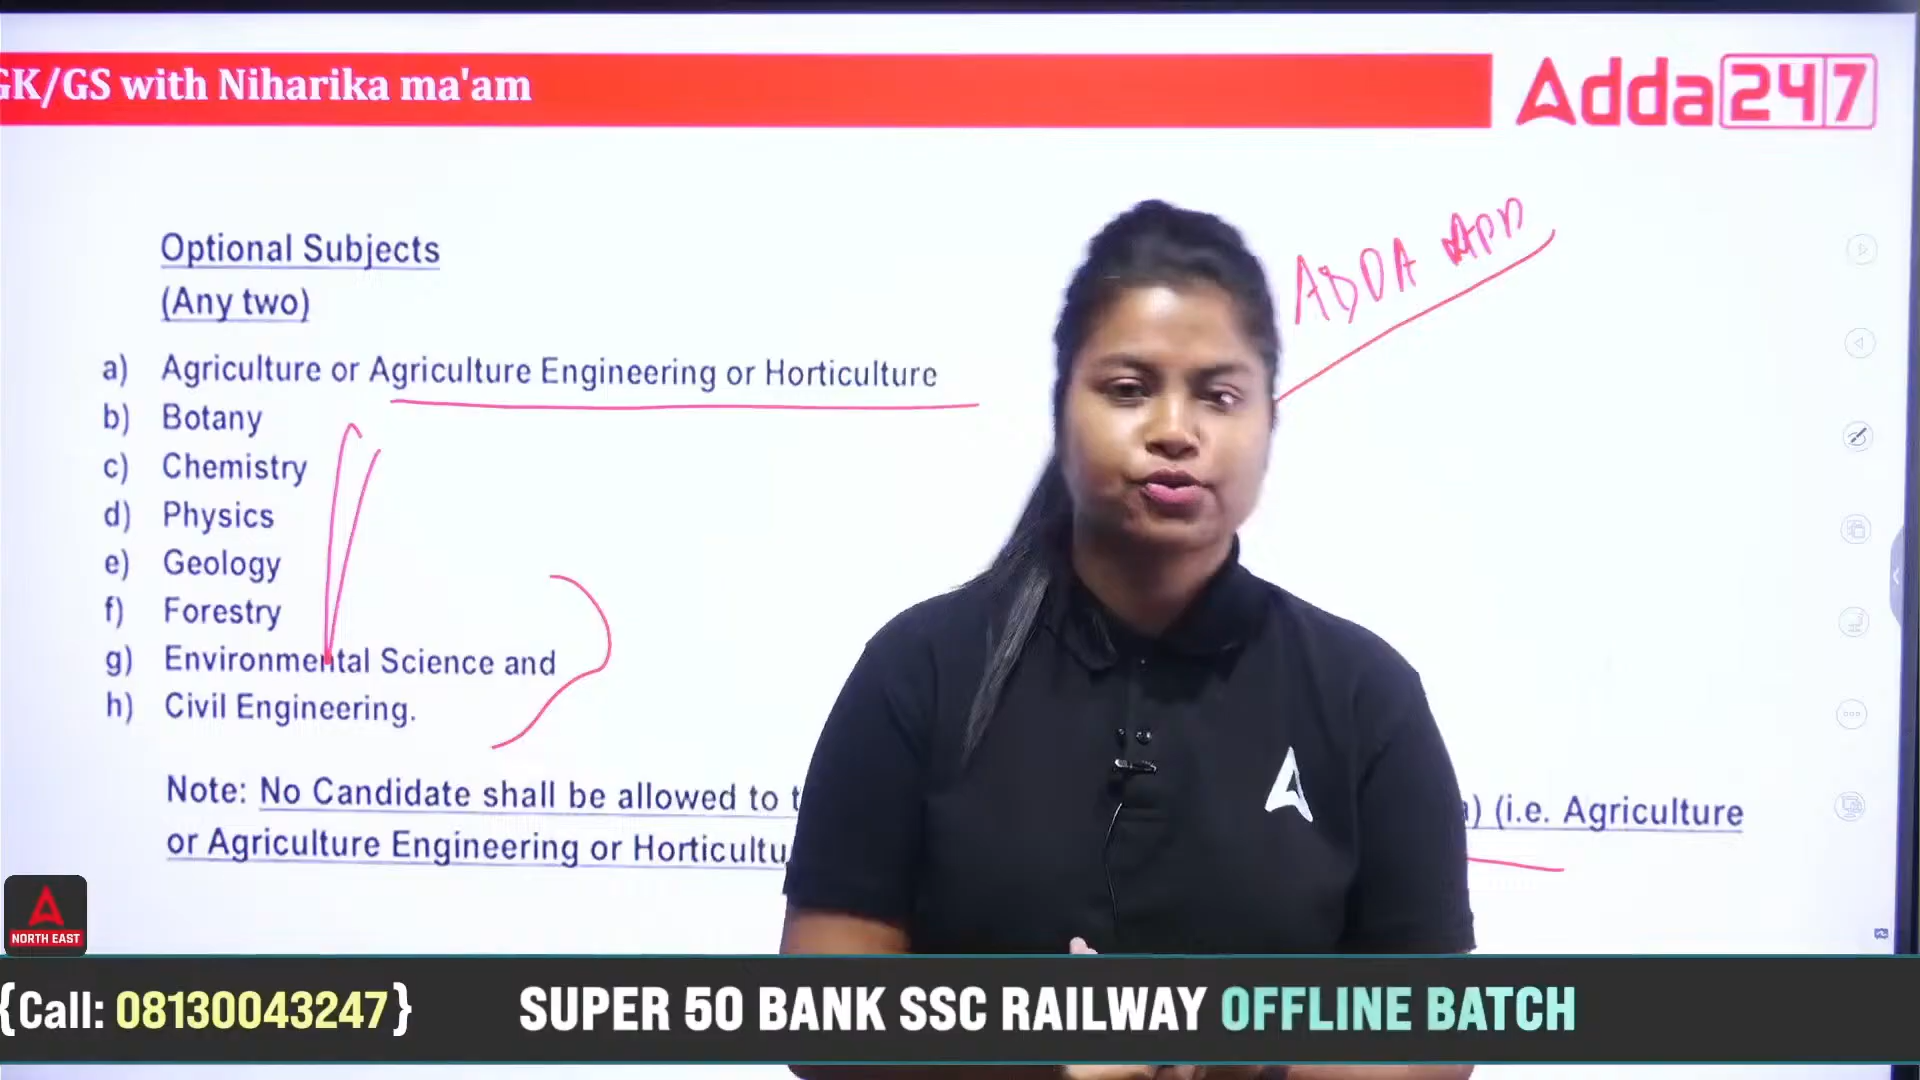 GK/GS with Niharika ma'am
Adda247
Optional Subjects
(Any two)
ADDA APP
a) Agriculture or Agriculture Engineering or Horticulture
b) Botany
c) Chemistry
d) Physics
e) Geology
f) Forestry
g) Environmental Science and
h) Civil Engineering.
Note: No Candidate shall be allowed to (i.e. Agriculture
or Agriculture Engineering or
NORTH EAST
{Call: 08130043247} SUPER 50 BANK SSC RAILWAY OFFLINE BATCH